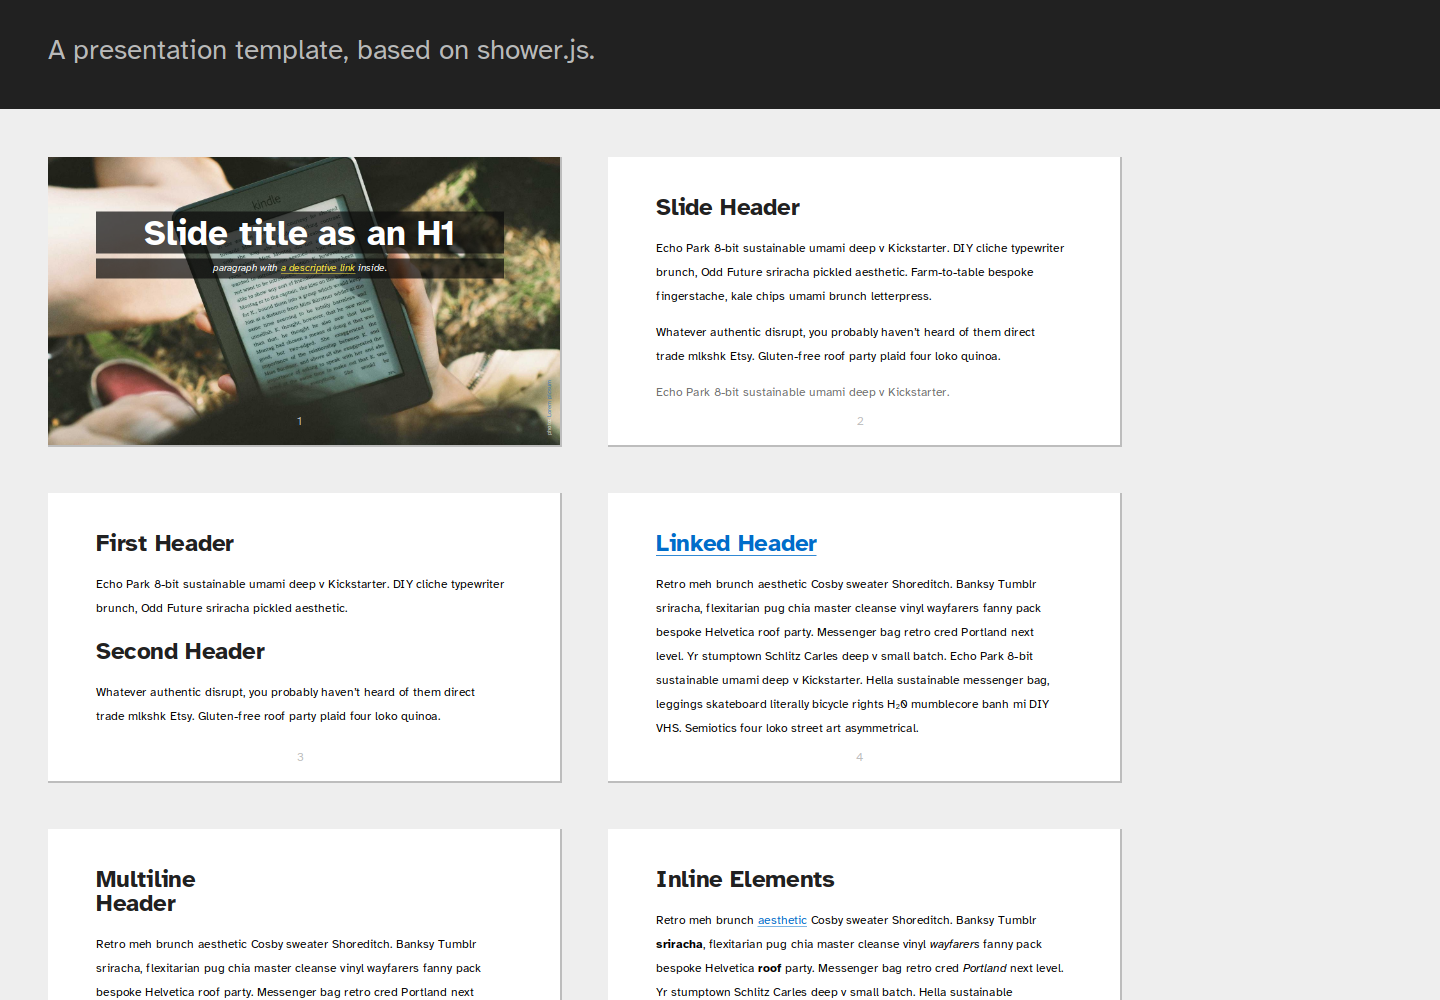 A presentation template, based on shower.js.
kindle
Slide title as an H1
paragraph with a descriptive link inside.
1
Slide Header
Echo Park 8-bit sustainable umami deep v Kickstarter. DIY cliche typewriter
brunch, Odd Future sriracha pickled aesthetic. Farm-to-table bespoke
fingerstache, kale chips umami brunch letterpress.
Whatever authentic disrupt, you probably haven't heard of them direct
trade mlkshk Etsy. Gluten-free roof party plaid four loko quinoa.
Echo Park 8-bit sustainable umami deep v Kickstarter.
2
First Header
Echo Park 8-bit sustainable umami deep v Kickstarter. DIY cliche typewriter
brunch, Odd Future sriracha pickled aesthetic.
Second Header
Whatever authentic disrupt, you probably haven't heard of them direct
trade mlkshk Etsy. Gluten-free roof party plaid four loko quinoa.
3
Linked Header
Retro meh brunch aesthetic Cosby sweater Shoreditch. Banksy Tumblr
sriracha, flexitarian pug chia master cleanse vinyl wayfarers fanny pack
bespoke Helvetica roof party. Messenger bag retro cred Portland next
level. Yr stumptown Schlitz Carles deep v small batch. Echo Park 8-bit
sustainable umami deep v Kickstarter. Hella sustainable messenger bag,
leggings skateboard literally bicycle rights H₂0 mumblecore banh mi DIY
VHS. Semiotics four loko street art asymmetrical.
4
Multiline
Header
Retro meh brunch aesthetic Cosby sweater Shoreditch. Banksy Tumblr
sriracha, flexitarian pug chia master cleanse vinyl wayfarers fanny pack
bespoke Helvetica roof party. Messenger bag retro cred Portland next
Inline Elements
Retro meh brunch aesthetic Cosby sweater Shoreditch. Banksy Tumblr
sriracha, flexitarian pug chia master cleanse vinyl wayfarers fanny pack
bespoke Helvetica roof party. Messenger bag retro cred Portland next level.
Yr stumptown Schlitz Carles deep v small batch. Hella sustainable